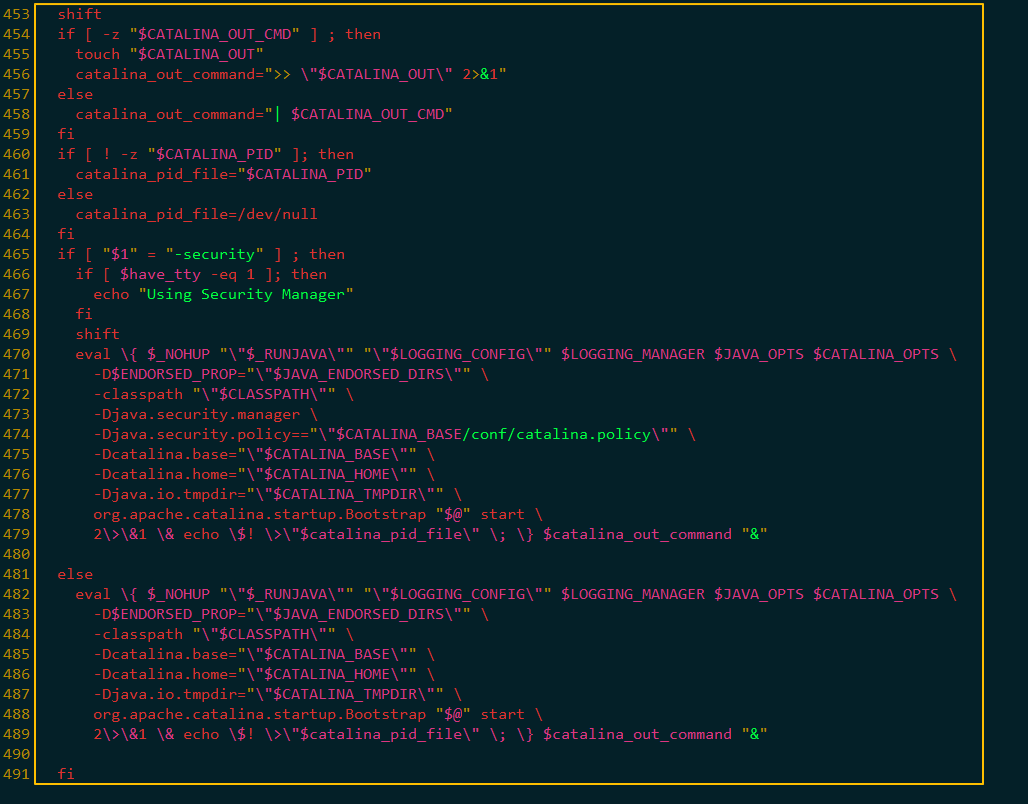 453   shift
454   if [ -z "$CATALINA_OUT_CMD" ] ; then
455     touch "$CATALINA_OUT"
456     catalina_out_command=">> \"$CATALINA_OUT\" 2>&1"
457   else
458     catalina_out_command="| $CATALINA_OUT_CMD"
459   fi
460   if [ ! -z "$CATALINA_PID" ]; then
461     catalina_pid_file="$CATALINA_PID"
462   else
463     catalina_pid_file=/dev/null
464   fi
465   if [ "$1" = "-security" ] ; then
466     if [ $have_tty -eq 1 ]; then
467       echo "Using Security Manager"
468     fi
469     shift
470     eval \{ $_NOHUP "\"$_RUNJAVA\"" "\"$LOGGING_CONFIG\"" $LOGGING_MANAGER $JAVA_OPTS $CATALINA_OPTS \
471       -D$ENDORSED_PROP="\"$JAVA_ENDORSED_DIRS\"" \
472       -classpath "\"$CLASSPATH\"" \
473       -Djava.security.manager \
474       -Djava.security.policy=="\"$CATALINA_BASE/conf/catalina.policy\"" \
475       -Dcatalina.base="\"$CATALINA_BASE\"" \
476       -Dcatalina.home="\"$CATALINA_HOME\"" \
477       -Djava.io.tmpdir="\"$CATALINA_TMPDIR\"" \
478       org.apache.catalina.startup.Bootstrap "$@" start \
479       2\>\&1 \& echo \$! \>\"$catalina_pid_file\" \; \} $catalina_out_command "&"
480
481   else
482     eval \{ $_NOHUP "\"$_RUNJAVA\"" "\"$LOGGING_CONFIG\"" $LOGGING_MANAGER $JAVA_OPTS $CATALINA_OPTS \
483       -D$ENDORSED_PROP="\"$JAVA_ENDORSED_DIRS\"" \
484       -classpath "\"$CLASSPATH\"" \
485       -Dcatalina.base="\"$CATALINA_BASE\"" \
486       -Dcatalina.home="\"$CATALINA_HOME\"" \
487       -Djava.io.tmpdir="\"$CATALINA_TMPDIR\"" \
488       org.apache.catalina.startup.Bootstrap "$@" start \
489       2\>\&1 \& echo \$! \>\"$catalina_pid_file\" \; \} $catalina_out_command "&"
490
491   fi